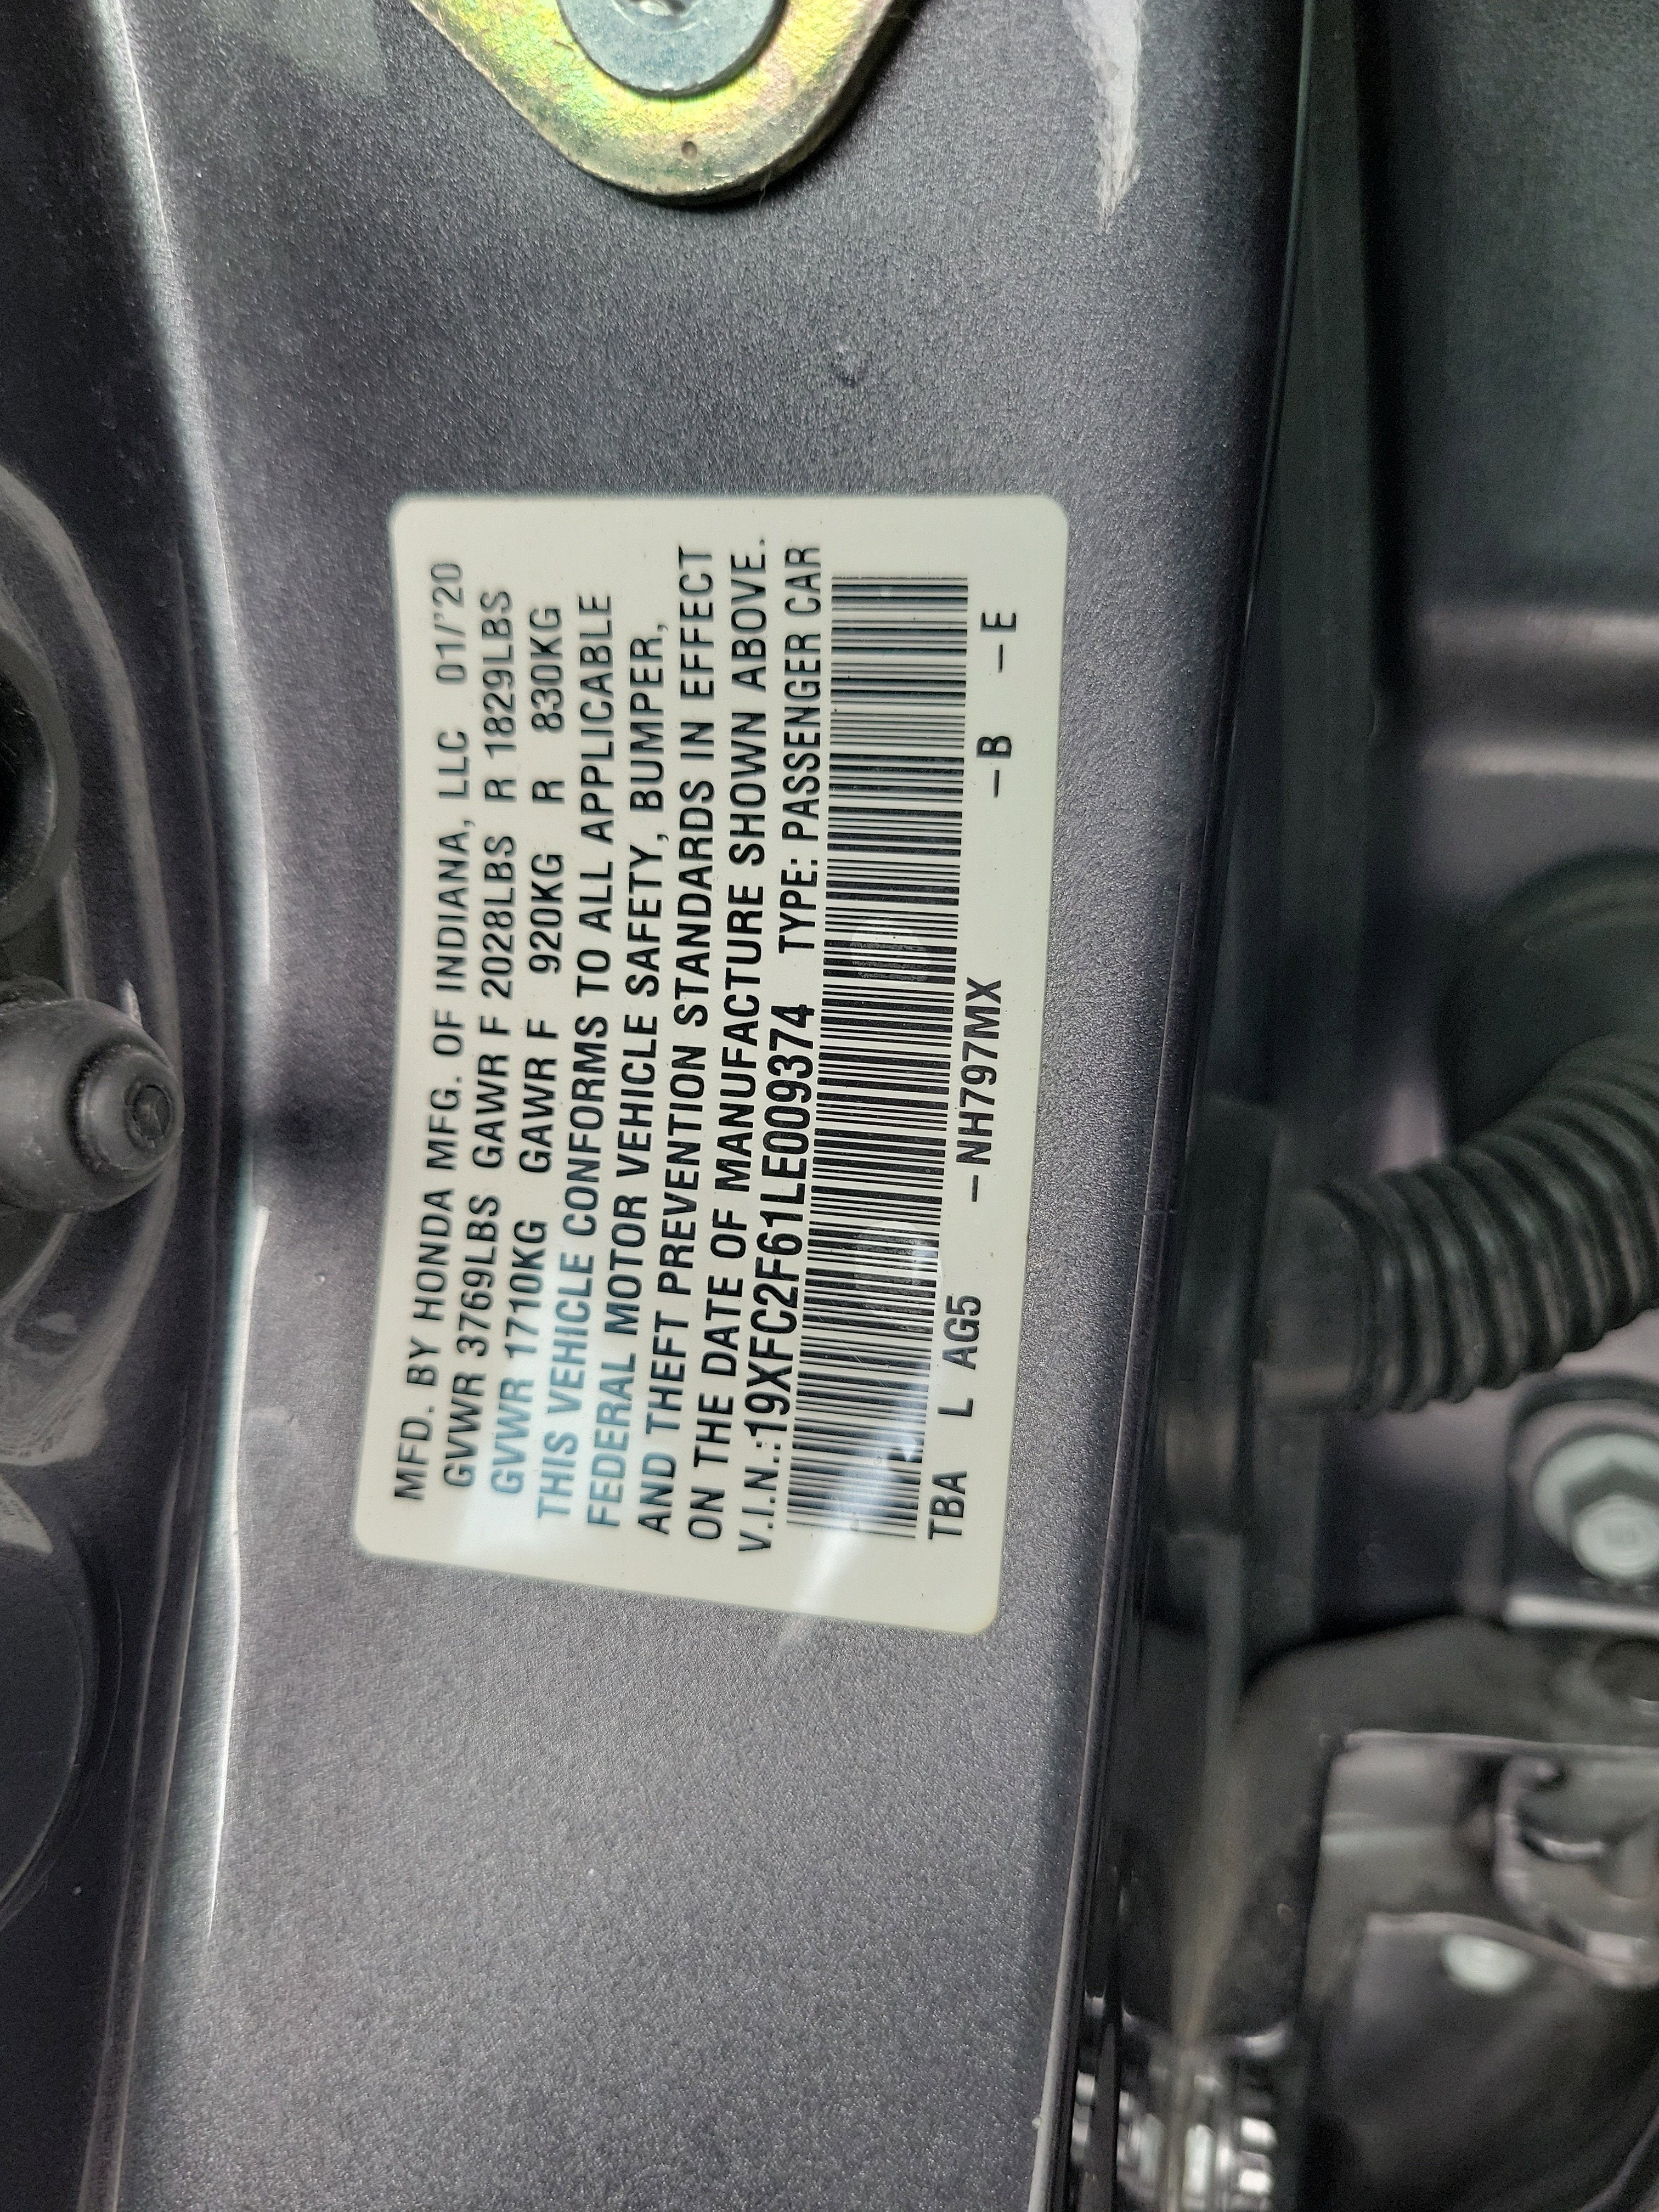 MFD. BY HONDA MFG. OF INDIANA, LLC 01/'20
GVWR 3769LBS GAWR F 2028LBS R 1829LBS
GVWR 1710KG GAWR F 920KG R 830KG
THIS VEHICLE CONFORMS TO ALL APPLICABLE
FEDERAL MOTOR VEHICLE SAFETY, BUMPER,
AND THEFT PREVENTION STANDARDS IN EFFECT
ON THE DATE OF MANUFACTURE SHOWN ABOVE.
V.I.N.:19XFC2F61LE009374 TYPE: PASSENGER CAR
TBA L AG5 –NH797MX –B –E